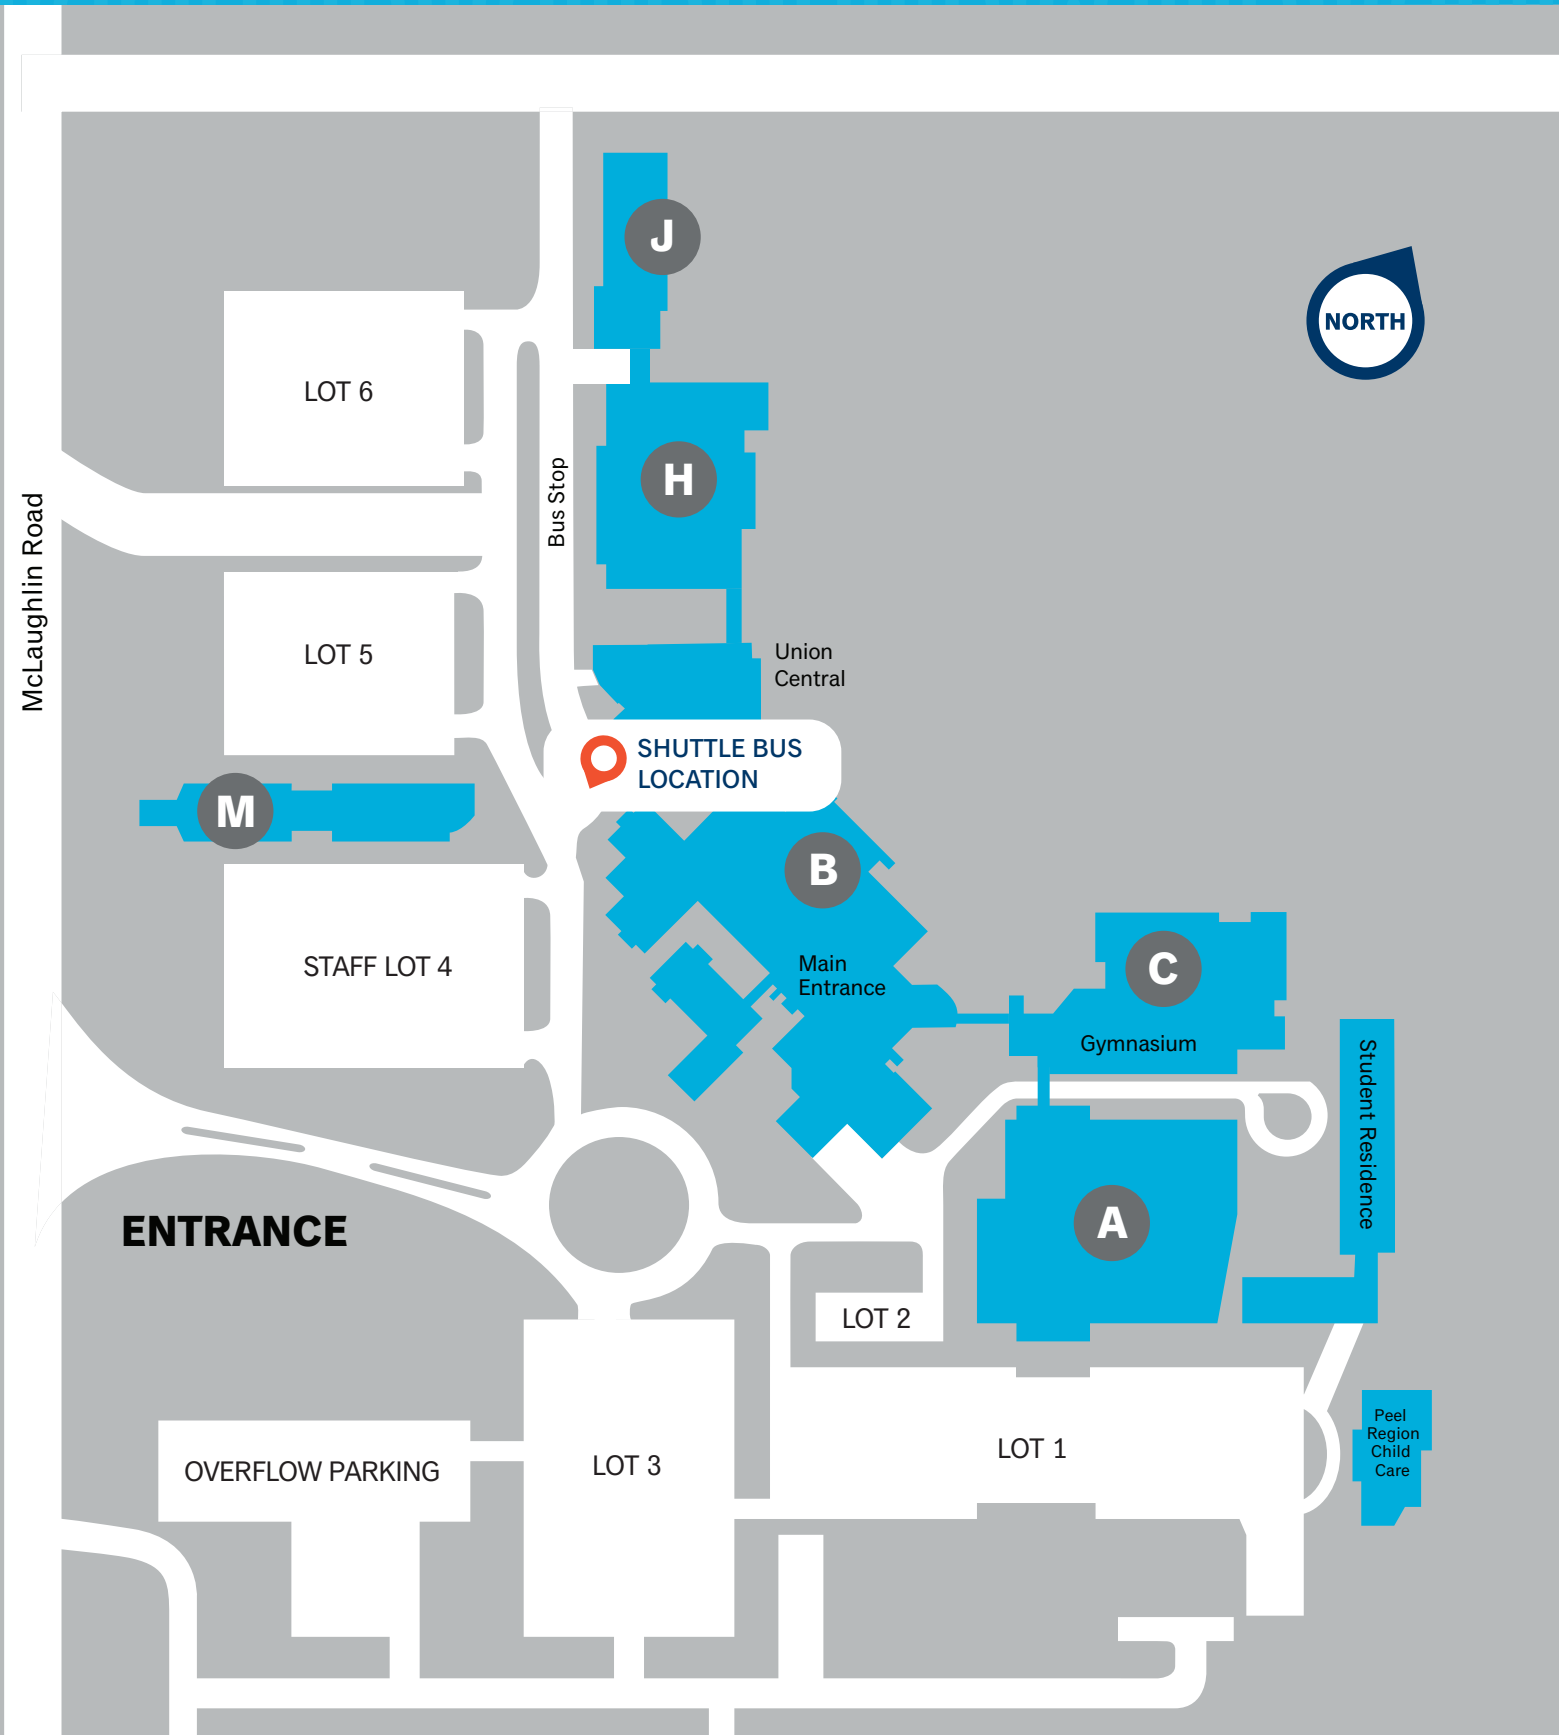 J
NORTH
LOT 6
H
Bus Stop
McLaughlin Road
LOT 5
Union
Central
SHUTTLE BUS
LOCATION
M
B
STAFF LOT 4
Main
Entrance
C
Gymnasium
Student Residence
ENTRANCE
A
LOT 2
Peel
Region
Child
Care
LOT 1
LOT 3
OVERFLOW PARKING